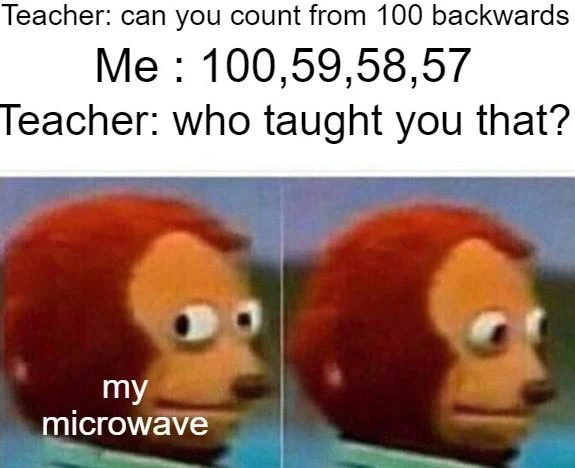 Teacher: can you count from 100 backwards
Me : 100,59,58,57
Teacher: who taught you that?
my
microwave